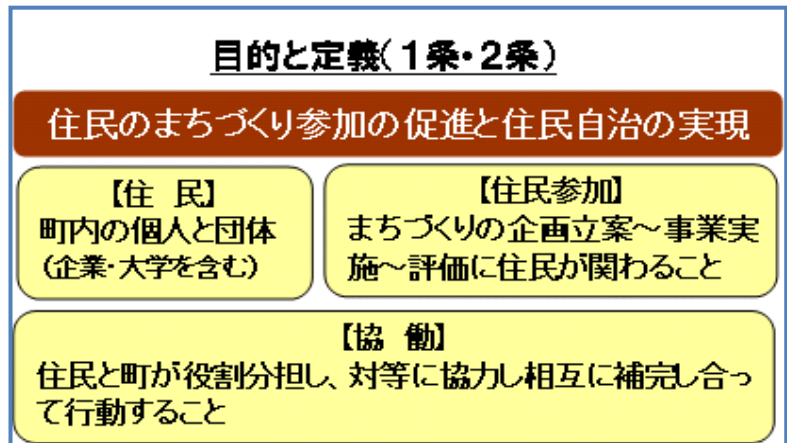 目的と定義(1条・2条)
住民のまちづくり参加の促進と住民自治の実現
【住 民】
町内の個人と団体
(企業・大学を含む)
【住民参加】
まちづくりの企画立案～事業実
施～評価に住民が関わること
【協 働】
住民と町が役割分担し、対等に協力し相互に補完し合っ
て行動すること